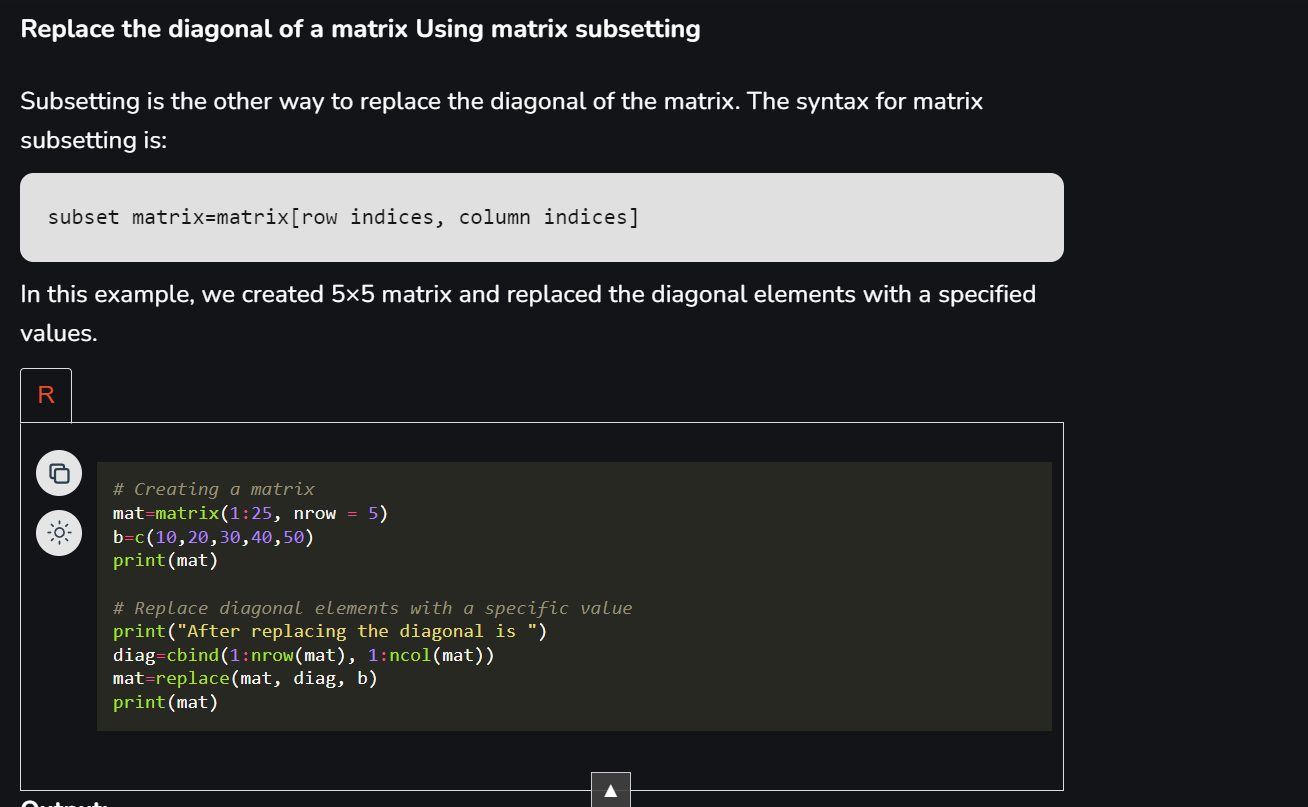 Replace the diagonal of a matrix Using matrix subsetting
Subsetting is the other way to replace the diagonal of the matrix. The syntax for matrix
subsetting is:
subset matrix=matrix[row indices, column indices]
In this example, we created 5×5 matrix and replaced the diagonal elements with a specified
values.
R
# Creating a matrix
mat=matrix(1:25, nrow = 5)
b=c(10,20,30,40,50)
print(mat)
# Replace diagonal elements with a specific value
print("After replacing the diagonal is ")
diag=cbind(1:nrow(mat), 1:ncol(mat))
mat=replace(mat, diag, b)
print(mat)
Output: